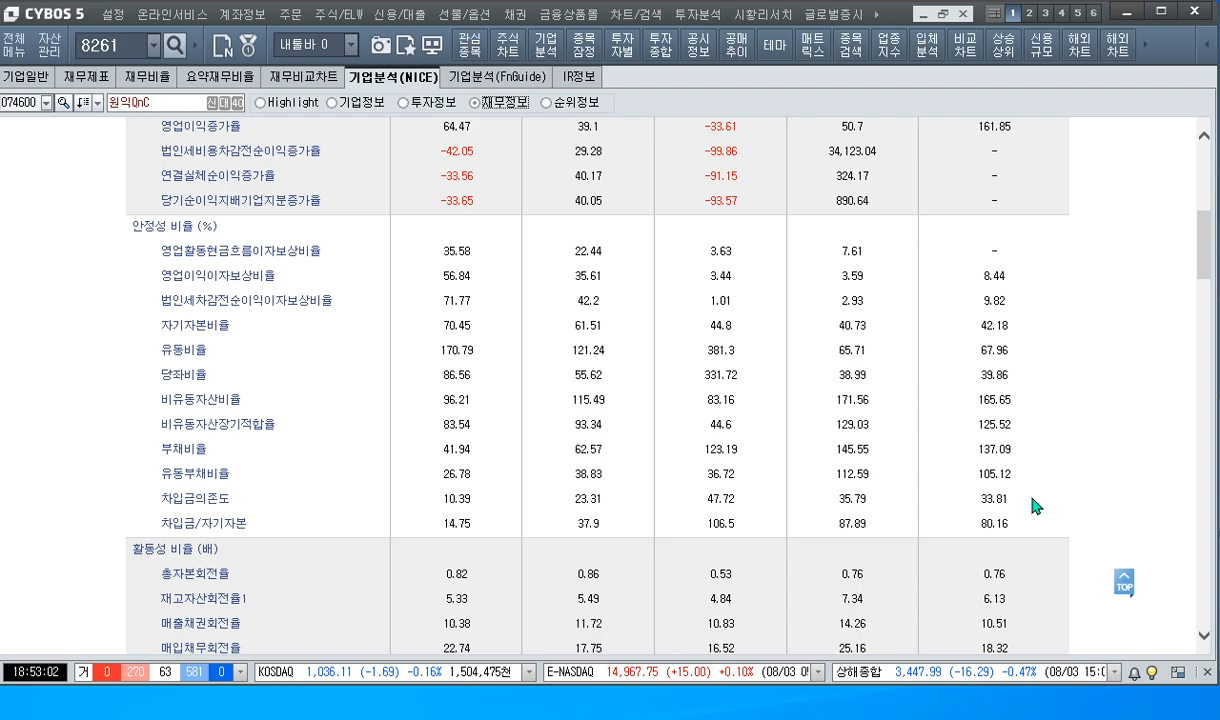 CYBOS 5 설정 온라인서비스 계좌정보 주문 주식/ELW 신용/대출 선물/옵션 채권 금융상품몰 차트/검색 투자분석 시황리서치 글로벌증시 1 2 3 4 5 6
전체 메뉴 자산 관리 8261 내툴바 0 관심 종목 주식 차트 기업 분석 종목 잠정 투자 자별 투자 종합 공시 정보 공매 추이 테마 매트 릭스 종목 검색 업종 지수 입체 분석 비교 차트 상승 상위 신용 규모 해외 차트 해외 차트
기업일반 재무제표 재무비율 요약재무비율 재무비교차트 기업분석(NICE) 기업분석(FnGuide) IR정보
074600 원익QnC 신 대 40 Highlight 기업정보 투자정보 재무정보 순위정보
영업이익증가율 64.47 39.1 -33.61 50.7 161.85
법인세비용차감전순이익증가율 -42.05 29.28 -99.86 34,123.04 -
연결실체순이익증가율 -33.56 40.17 -91.15 324.17 -
당기순이익지배기업지분증가율 -33.65 40.05 -93.57 890.64 -
안정성 비율 (%)
영업활동현금흐름이자보상비율 35.58 22.44 3.63 7.61 -
영업이익이자보상비율 56.84 35.61 3.44 3.59 8.44
법인세차감전순이익이자보상비율 71.77 42.2 1.01 2.93 9.82
자기자본비율 70.45 61.51 44.8 40.73 42.18
유동비율 170.79 121.24 381.3 65.71 67.96
당좌비율 86.56 55.62 331.72 38.99 39.86
비유동자산비율 96.21 115.49 83.16 171.56 165.65
비유동자산장기적합율 83.54 93.34 44.6 129.03 125.52
부채비율 41.94 62.57 123.19 145.55 137.09
유동부채비율 26.78 38.83 36.72 112.59 105.12
차입금의존도 10.39 23.31 47.72 35.79 33.81
차입금/자기자본 14.75 37.9 106.5 87.89 80.16
활동성 비율 (배)
총자본회전율 0.82 0.86 0.53 0.76 0.76
재고자산회전율1 5.33 5.49 4.84 7.34 6.13
매출채권회전율 10.38 11.72 10.83 14.26 10.51
매입채무회전율 22.74 17.75 16.52 25.16 18.32
TOP
18:53:02 거 0 270 63 581 0 KOSDAQ 1,036.11 (-1.69) -0.16% 1,504,475천 E-NASDAQ 14,967.75 (+15.00) +0.10% (08/03 상해종합 3,447.99 (-16.29) -0.47% (08/03 15:0